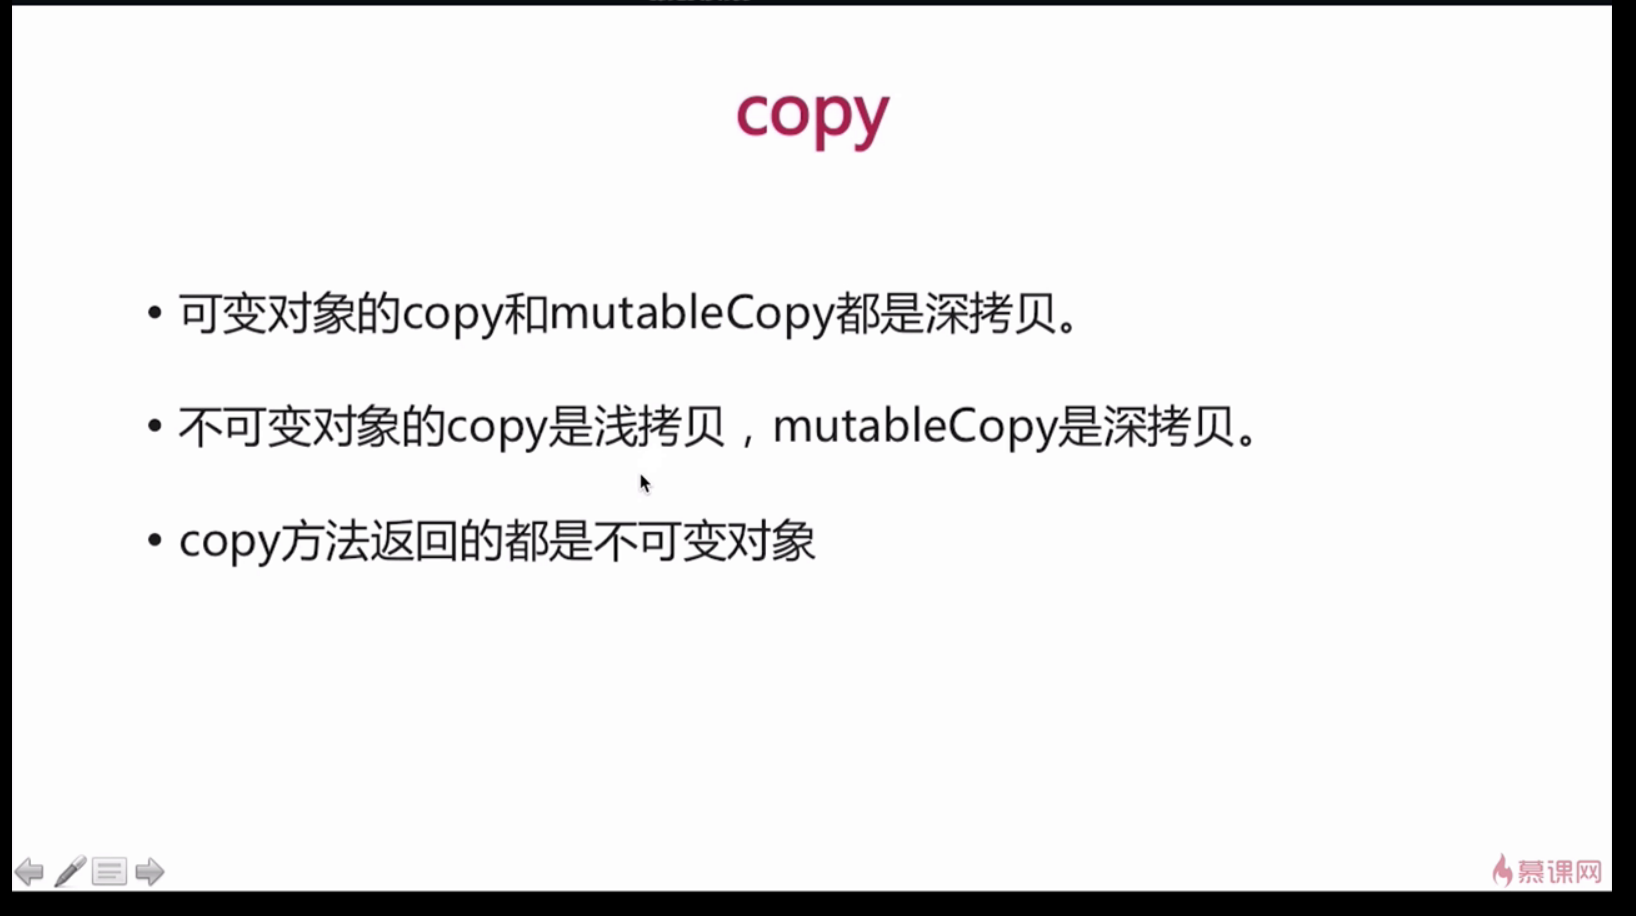 copy
• 可变对象的copy和mutableCopy都是深拷贝。
• 不可变对象的copy是浅拷贝，mutableCopy是深拷贝。
• copy方法返回的都是不可变对象
慕课网